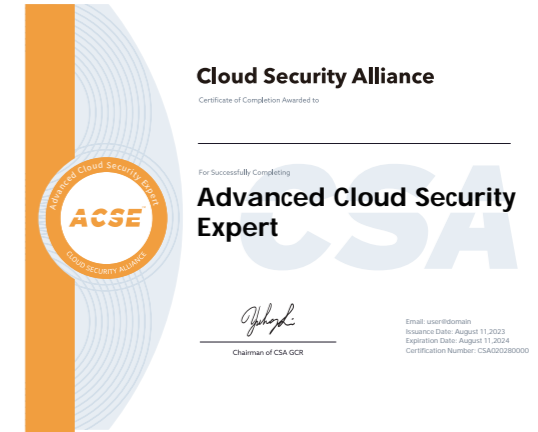 Cloud Security Alliance
Certificate of Completion Awarded to
For Successfully Completing
CSA
Advanced Cloud Security
Expert
Advanced Cloud Security Expert
ACSE
CLOUD SECURITY ALLIANCE
Chairman of CSA GCR
Email: user@domain
Issuance Date: August 11,2023
Expiration Date: August 11,2024
Certification Number: CSA020280000